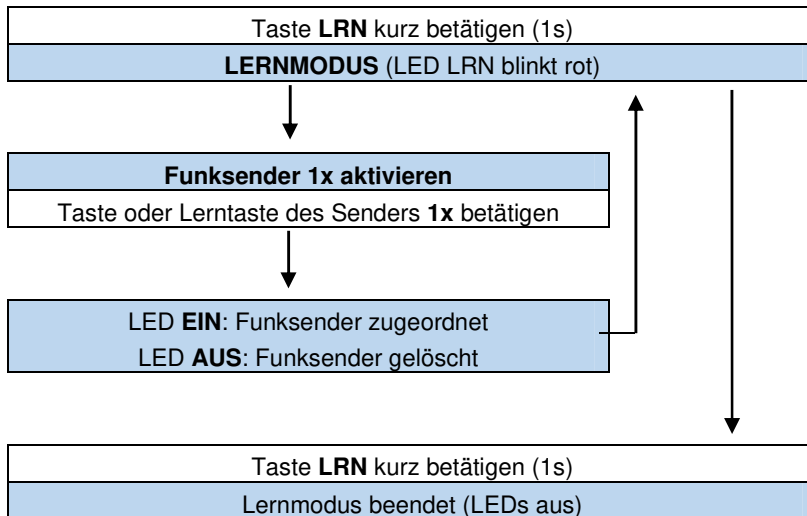 Taste LRN kurz betätigen (1s)
LERNMODUS (LED LRN blinkt rot)
Funksender 1x aktivieren
Taste oder Lerntaste des Senders 1x betätigen
LED EIN: Funksender zugeordnet
LED AUS: Funksender gelöscht
Taste LRN kurz betätigen (1s)
Lernmodus beendet (LEDs aus)